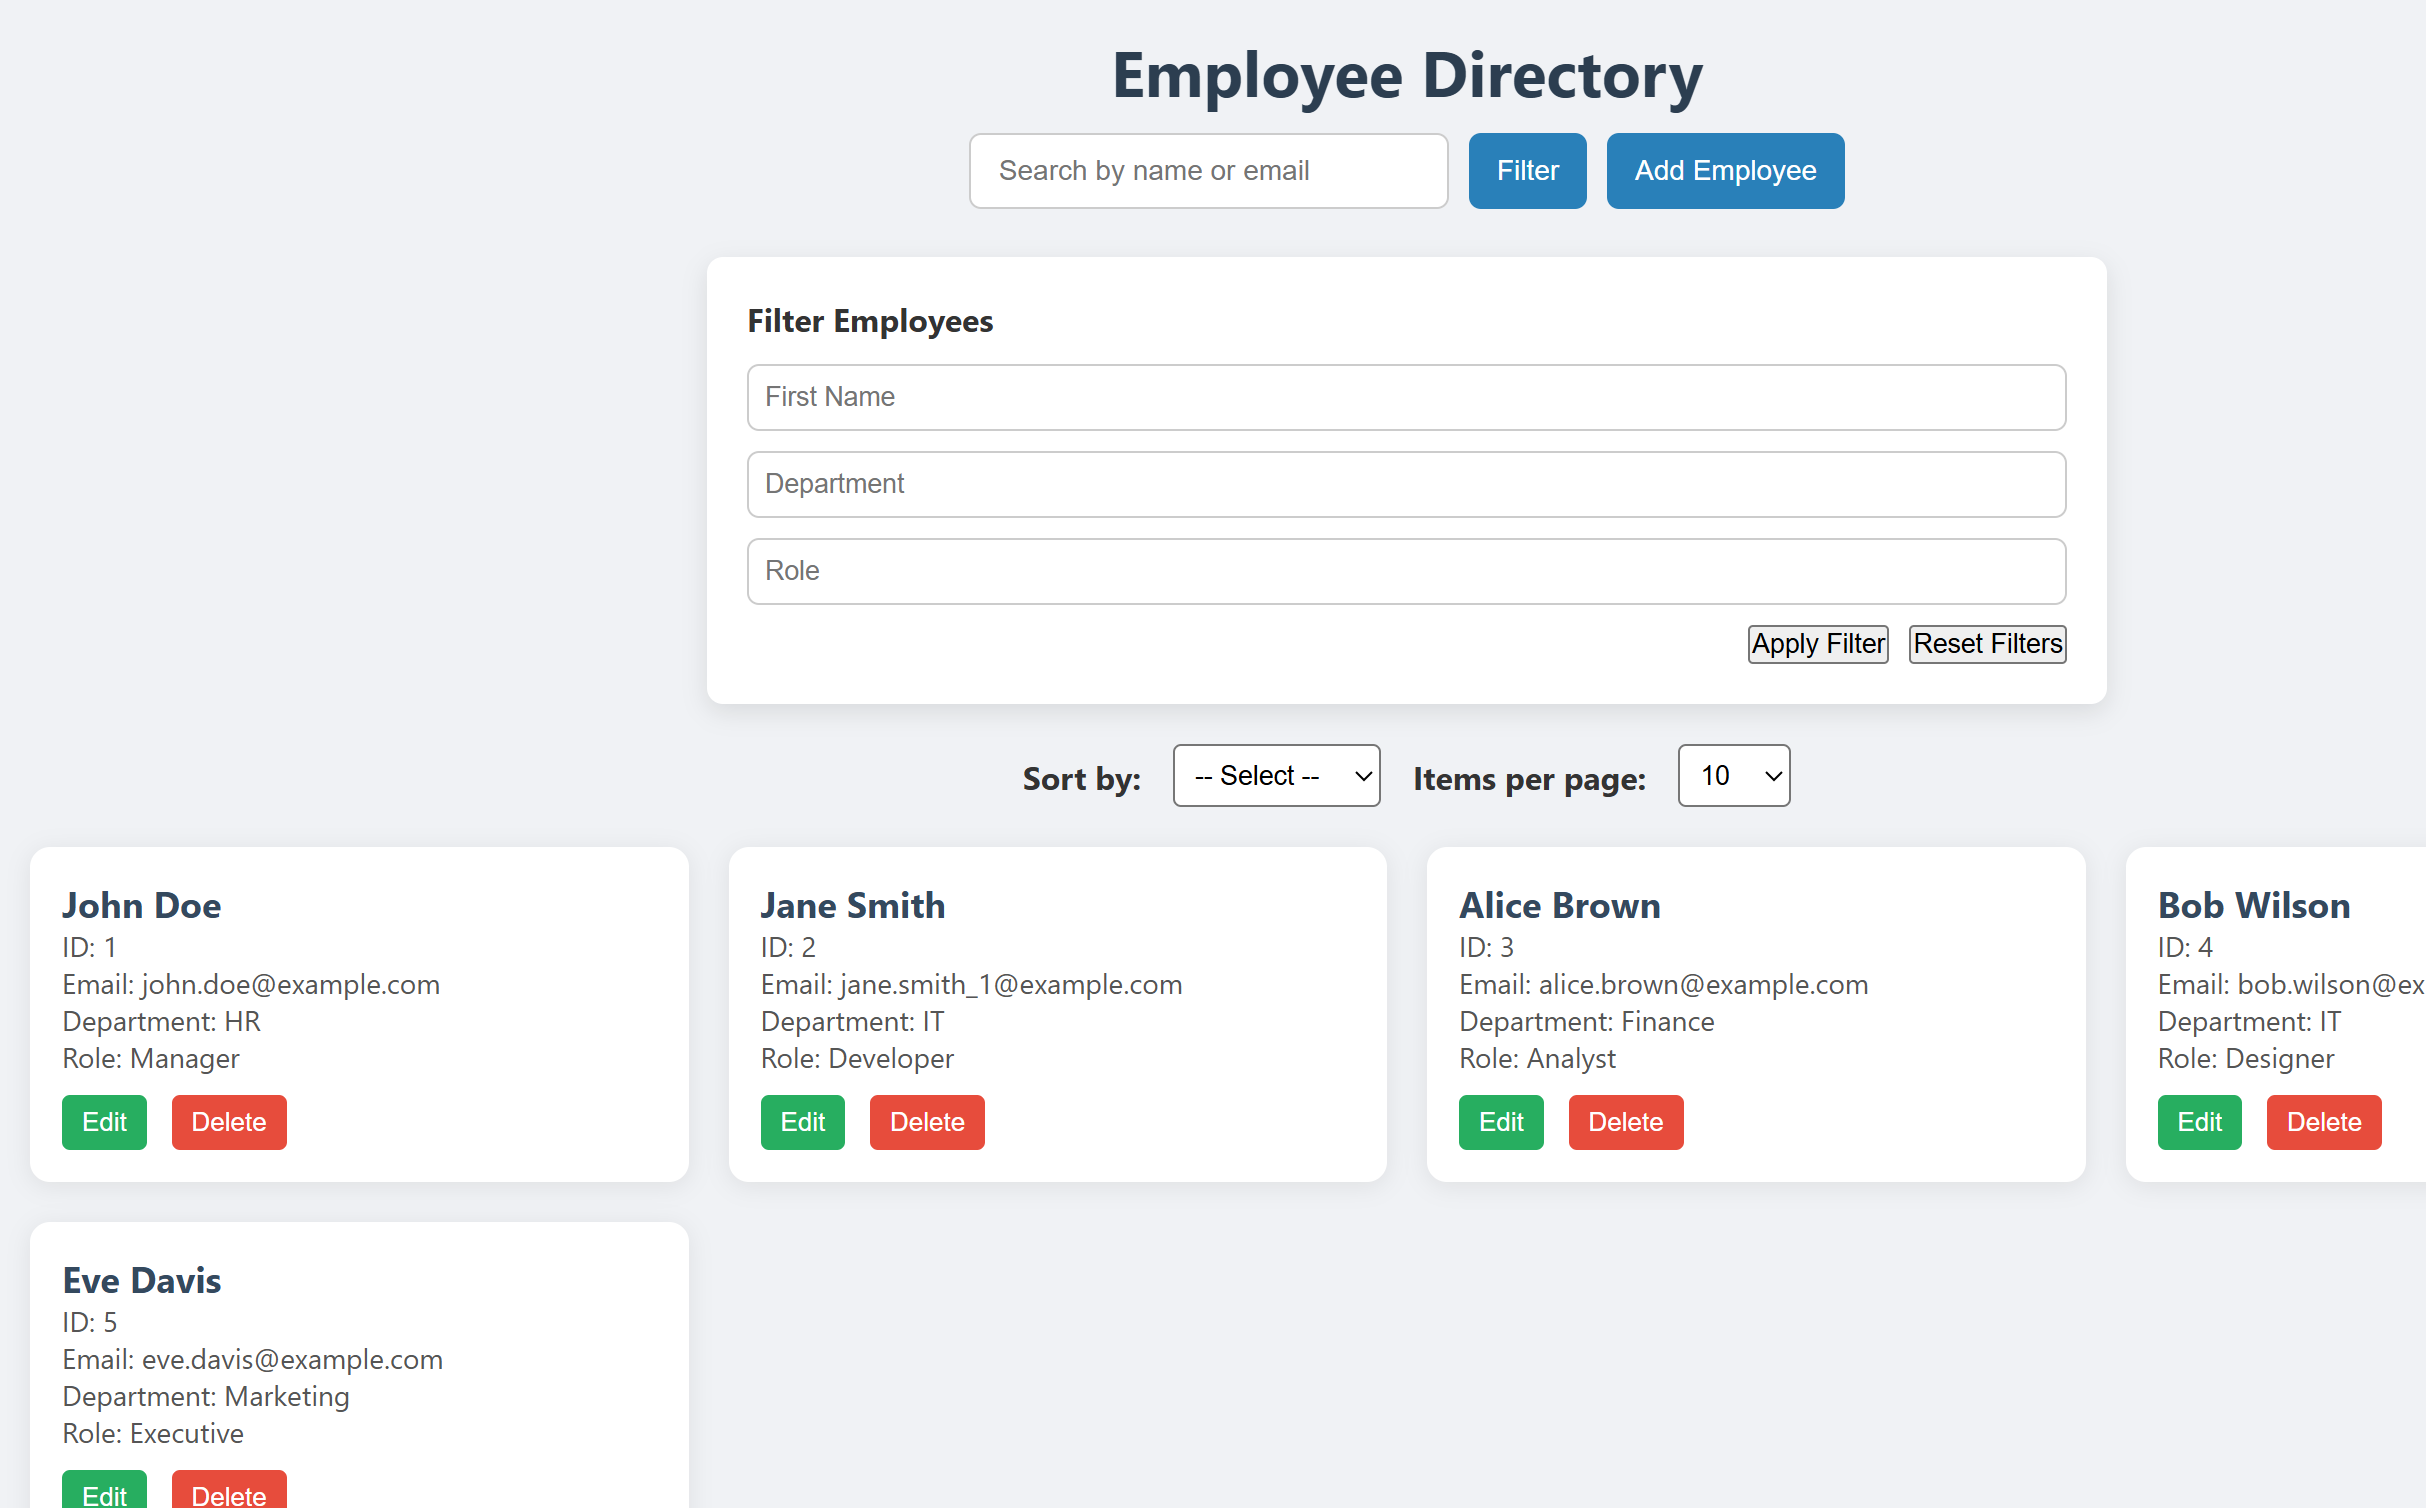 Employee Directory
Search by name or email
Filter
Add Employee
Filter Employees
First Name
Department
Role
Apply Filter
Reset Filters
Sort by:
-- Select --
Items per page:
10
John Doe
ID: 1
Email: john.doe@example.com
Department: HR
Role: Manager
Edit
Delete
Jane Smith
ID: 2
Email: jane.smith_1@example.com
Department: IT
Role: Developer
Edit
Delete
Alice Brown
ID: 3
Email: alice.brown@example.com
Department: Finance
Role: Analyst
Edit
Delete
Bob Wilson
ID: 4
Email: bob.wilson@ex
Department: IT
Role: Designer
Edit
Delete
Eve Davis
ID: 5
Email: eve.davis@example.com
Department: Marketing
Role: Executive
Edit
Delete